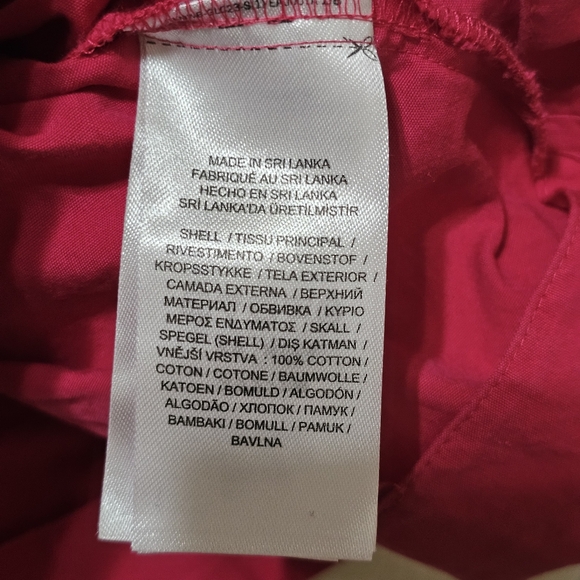 MADE IN SRI LANKA
FABRIQUÉ AU SRI LANKA
HECHO EN SRI LANKA
SRİ LANKA'DA ÜRETİLMİŞTİR
SHELL / TISSU PRINCIPAL /
RIVESTIMENTO / BOVENSTOF /
KROPSSTYKKE / TELA EXTERIOR /
CAMADA EXTERNA / ВЕРХНИЙ
МАТЕРИАЛ / ОБВИВКА / ΚΥΡΙΟ
ΜΕΡΟΣ ΕΝΔΥΜΑΤΟΣ / SKALL /
SPEGEL (SHELL) / DIŞ KATMAN /
VNĚJŠÍ VRSTVA : 100% COTTON /
COTON / COTONE / BAUMWOLLE /
KATOEN / BOMULD / ALGODÓN /
ALGODÃO / ХЛОПОК / ПАМУК /
ΒΑΜΒΑΚΙ / BOMULL / PAMUK /
BAVLNA